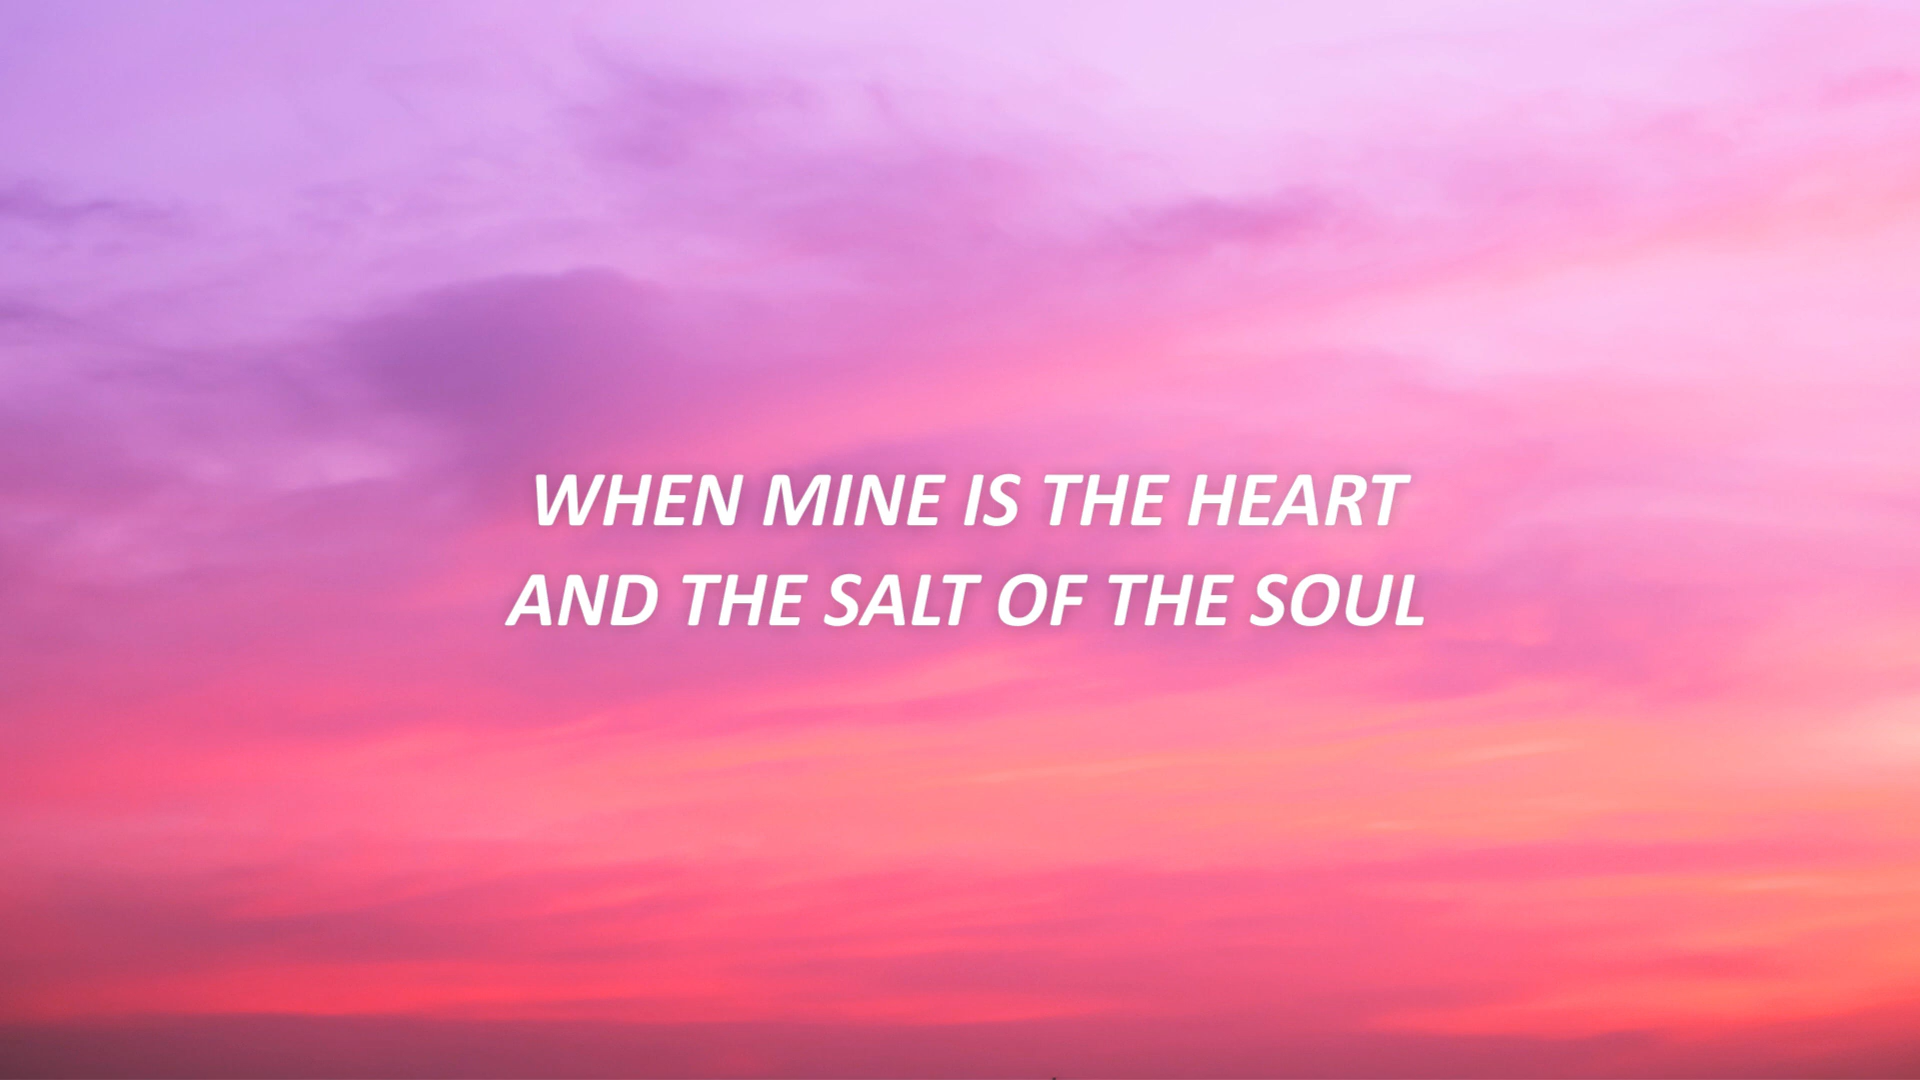 WHEN MINE IS THE HEART
AND THE SALT OF THE SOUL